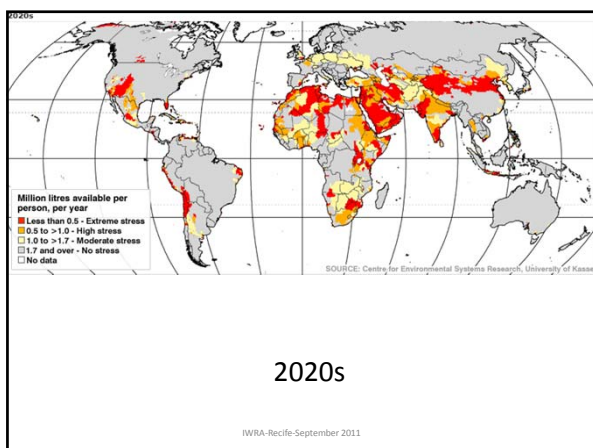 2020s
Million litres available per
person, per year
Less than 0.5 - Extreme stress
0.5 to >1.0 - High stress
1.0 to >1.7 - Moderate stress
1.7 and over - No stress
No data
SOURCE: Centre for Environmental Systems Research, University of Kasse
2020s
IWRA-Recife-September 2011